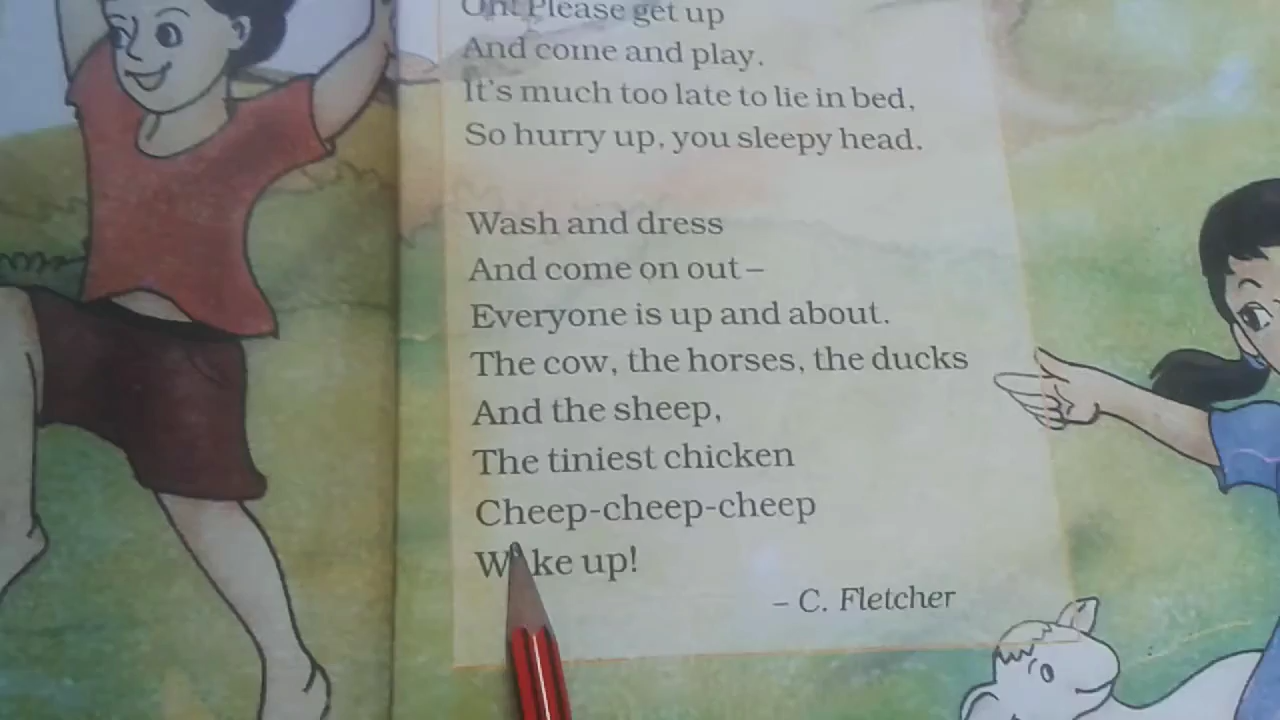 Oh! Please get up
And come and play.
It's much too late to lie in bed,
So hurry up, you sleepy head.
Wash and dress
And come on out –
Everyone is up and about.
The cow, the horses, the ducks
And the sheep,
The tiniest chicken
Cheep-cheep-cheep
Wake up!
– C. Fletcher